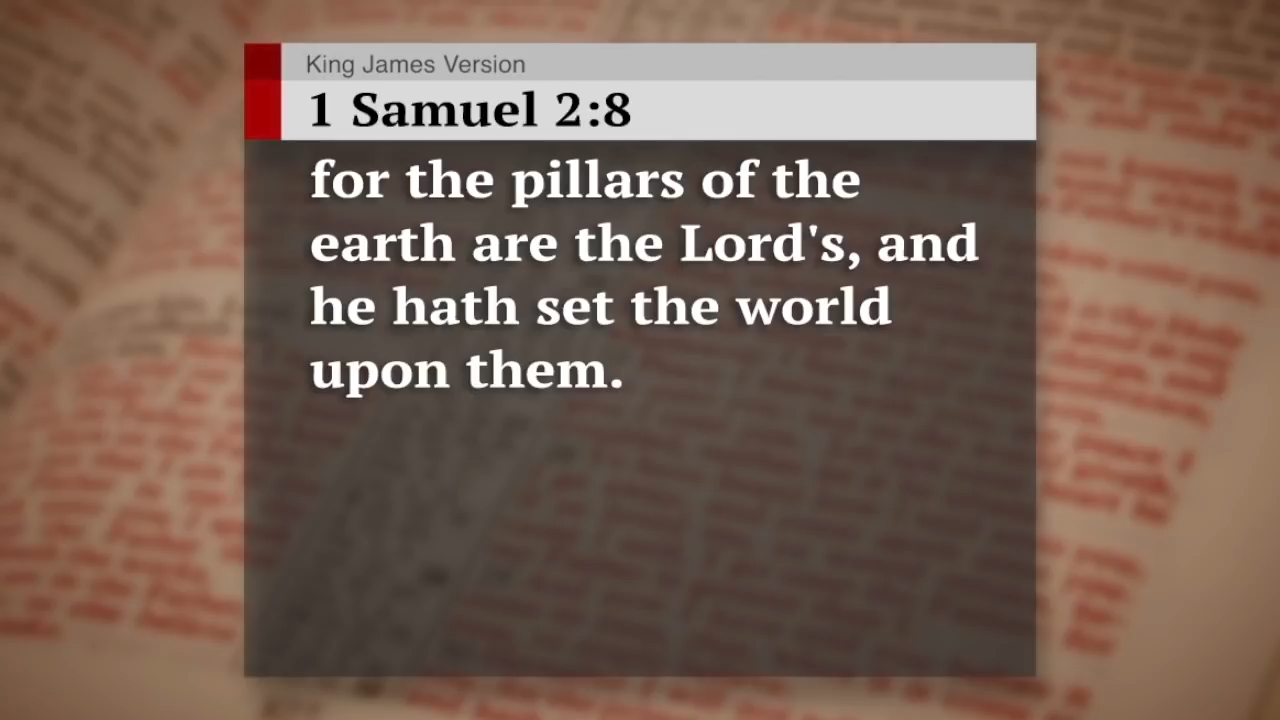 King James Version
1 Samuel 2:8
for the pillars of the
earth are the Lord's, and
he hath set the world
upon them.